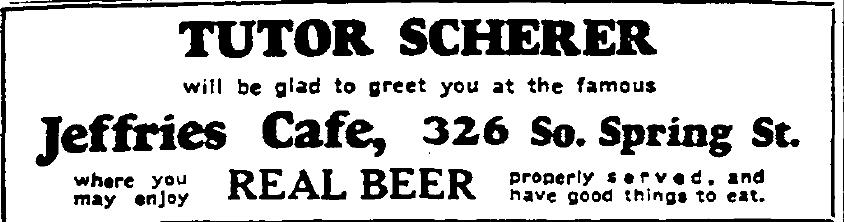 TUTOR SCHERER
will be glad to greet you at the famous
Jeffries Cafe, 326 So. Spring St.
where you may enjoy REAL BEER properly served, and have good things to eat.